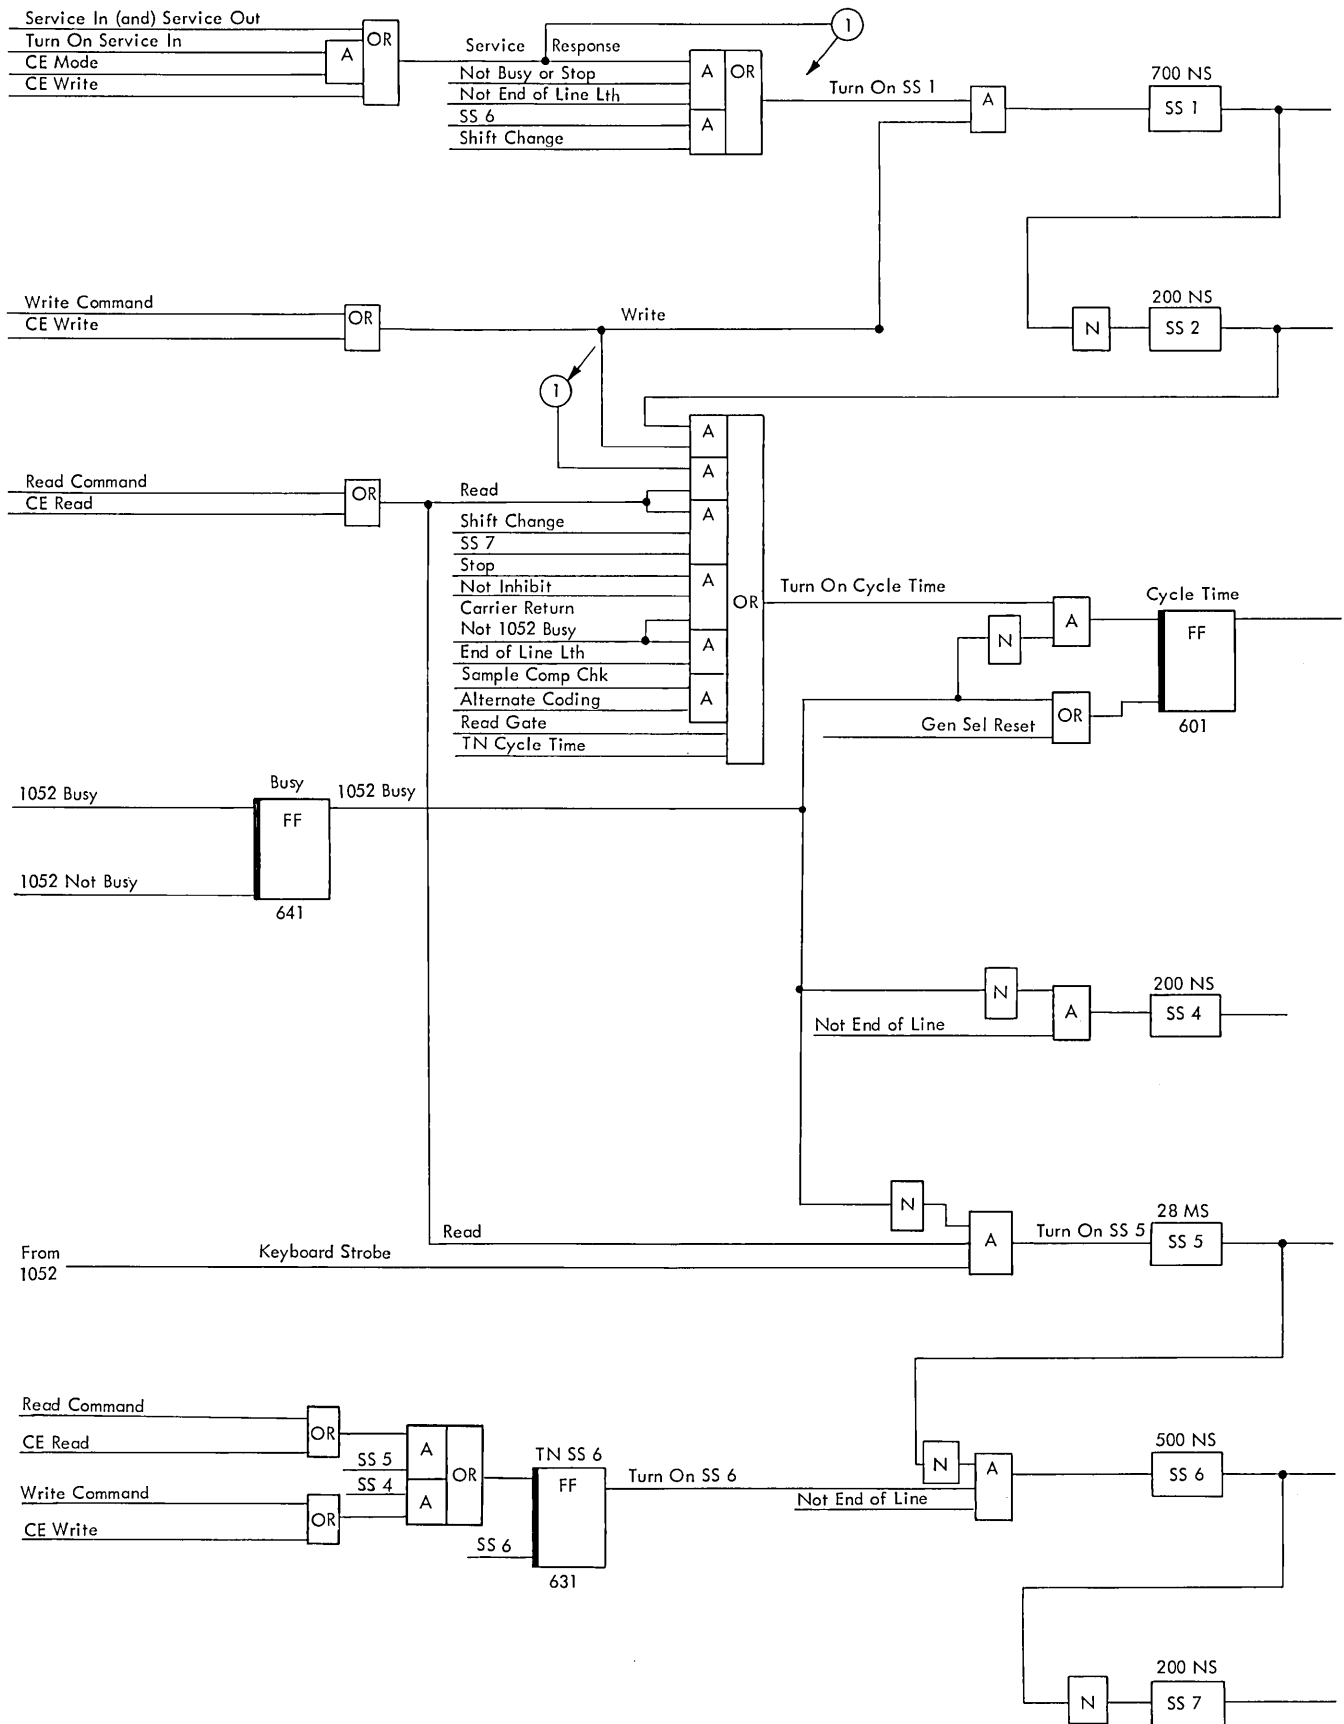 Service In (and) Service Out
Turn On Service In
CE Mode
CE Write
A
OR
Service Response
Not Busy or Stop
Not End of Line Lth
SS 6
Shift Change
A
A
OR
1
Turn On SS 1
A
700 NS
SS 1
Write Command
CE Write
OR
Write
1
N
200 NS
SS 2
Read Command
CE Read
OR
Read
Shift Change
SS 7
Stop
Not Inhibit
Carrier Return
Not 1052 Busy
End of Line Lth
Sample Comp Chk
Alternate Coding
Read Gate
TN Cycle Time
A
A
A
A
A
A
OR
Turn On Cycle Time
N
A
Gen Sel Reset
OR
Cycle Time
FF
601
1052 Busy
1052 Not Busy
Busy
FF
641
1052 Busy
N
Not End of Line
A
200 NS
SS 4
N
Read
From
1052
Keyboard Strobe
A
Turn On SS 5
28 MS
SS 5
Read Command
CE Read
OR
Write Command
CE Write
OR
SS 5
SS 4
A
A
OR
SS 6
TN SS 6
FF
631
Turn On SS 6
Not End of Line
N
A
500 NS
SS 6
N
200 NS
SS 7